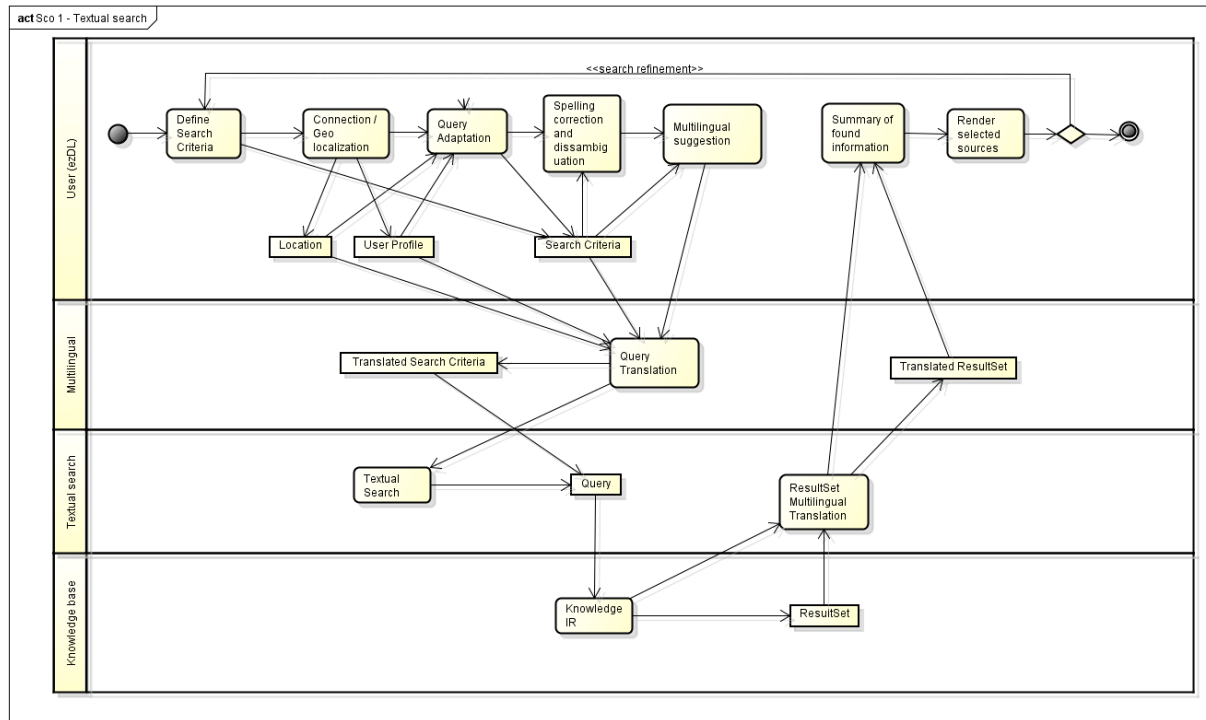 act Sco 1 - Textual search
<<search refinement>>
User (ezDL)
Define
Search
Criteria
Connection /
Geo
localization
Query
Adaptation
Spelling
correction
and
dissambig
uation
Multilingual
suggestion
Summary of
found
information
Render
selected
sources
Location
User Profile
Search Criteria
Multilingual
Translated Search Criteria
Query
Translation
Translated ResultSet
Textual search
Textual
Search
Query
ResultSet
Multilingual
Translation
Knowledge base
Knowledge
IR
ResultSet